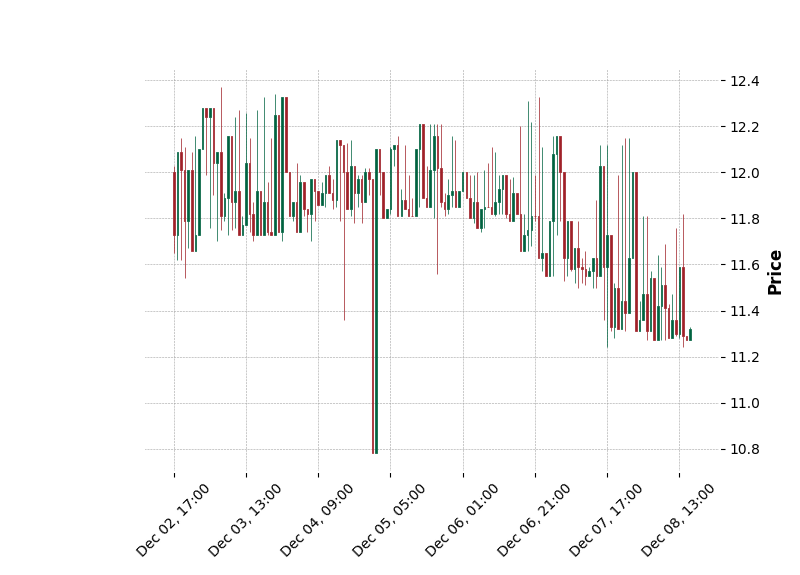 12.4
12.2
12.0
11.8
11.6
11.4
11.2
11.0
10.8
Price
Dec 02, 17:00
Dec 03, 13:00
Dec 04, 09:00
Dec 05, 05:00
Dec 06, 01:00
Dec 06, 21:00
Dec 07, 17:00
Dec 08, 13:00